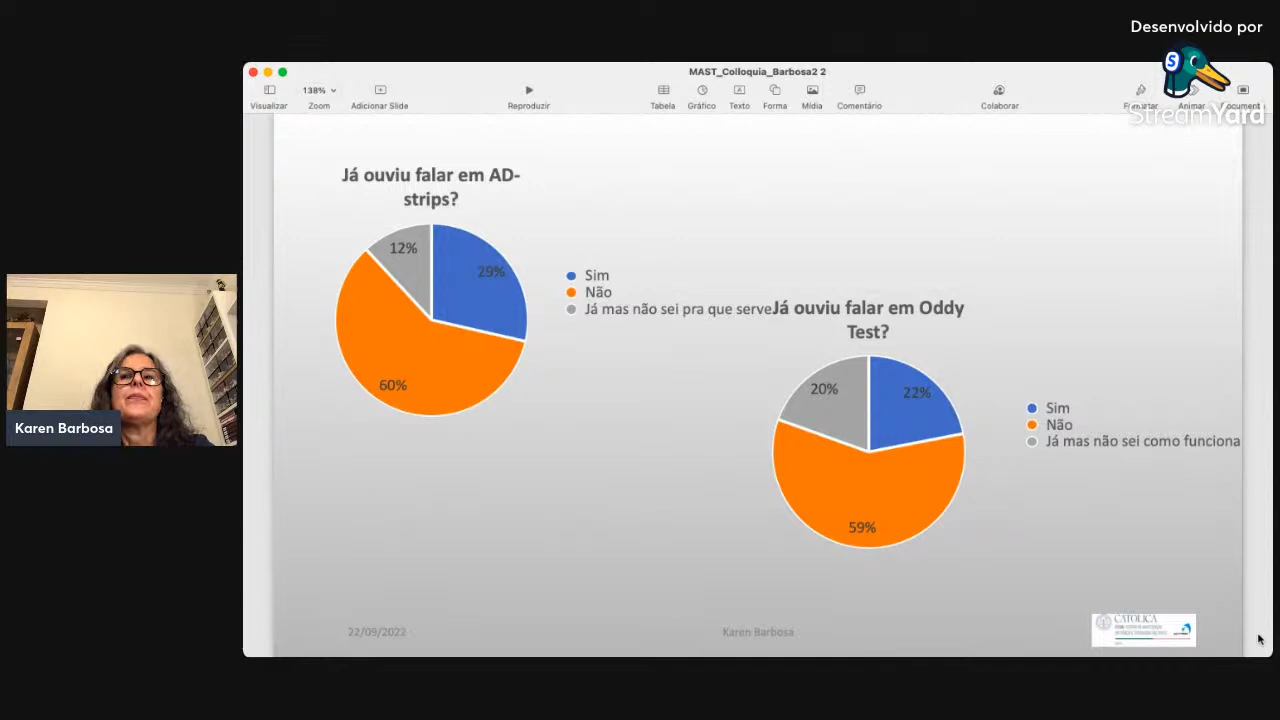 Desenvolvido por
StreamYard
MAST_Colloquia_Barbosa2 2
138%
Visualizar
Zoom
Adicionar Slide
Reproduzir
Tabela
Gráfico
Texto
Forma
Mídia
Comentário
Colaborar
Animar
Já ouviu falar em AD-
strips?
12%
29%
60%
Sim
Não
Já mas não sei pra que serve
Já ouviu falar em Oddy
Test?
20%
22%
59%
Sim
Não
Já mas não sei como funciona
Karen Barbosa
22/09/2022
Karen Barbosa
CATOLICA